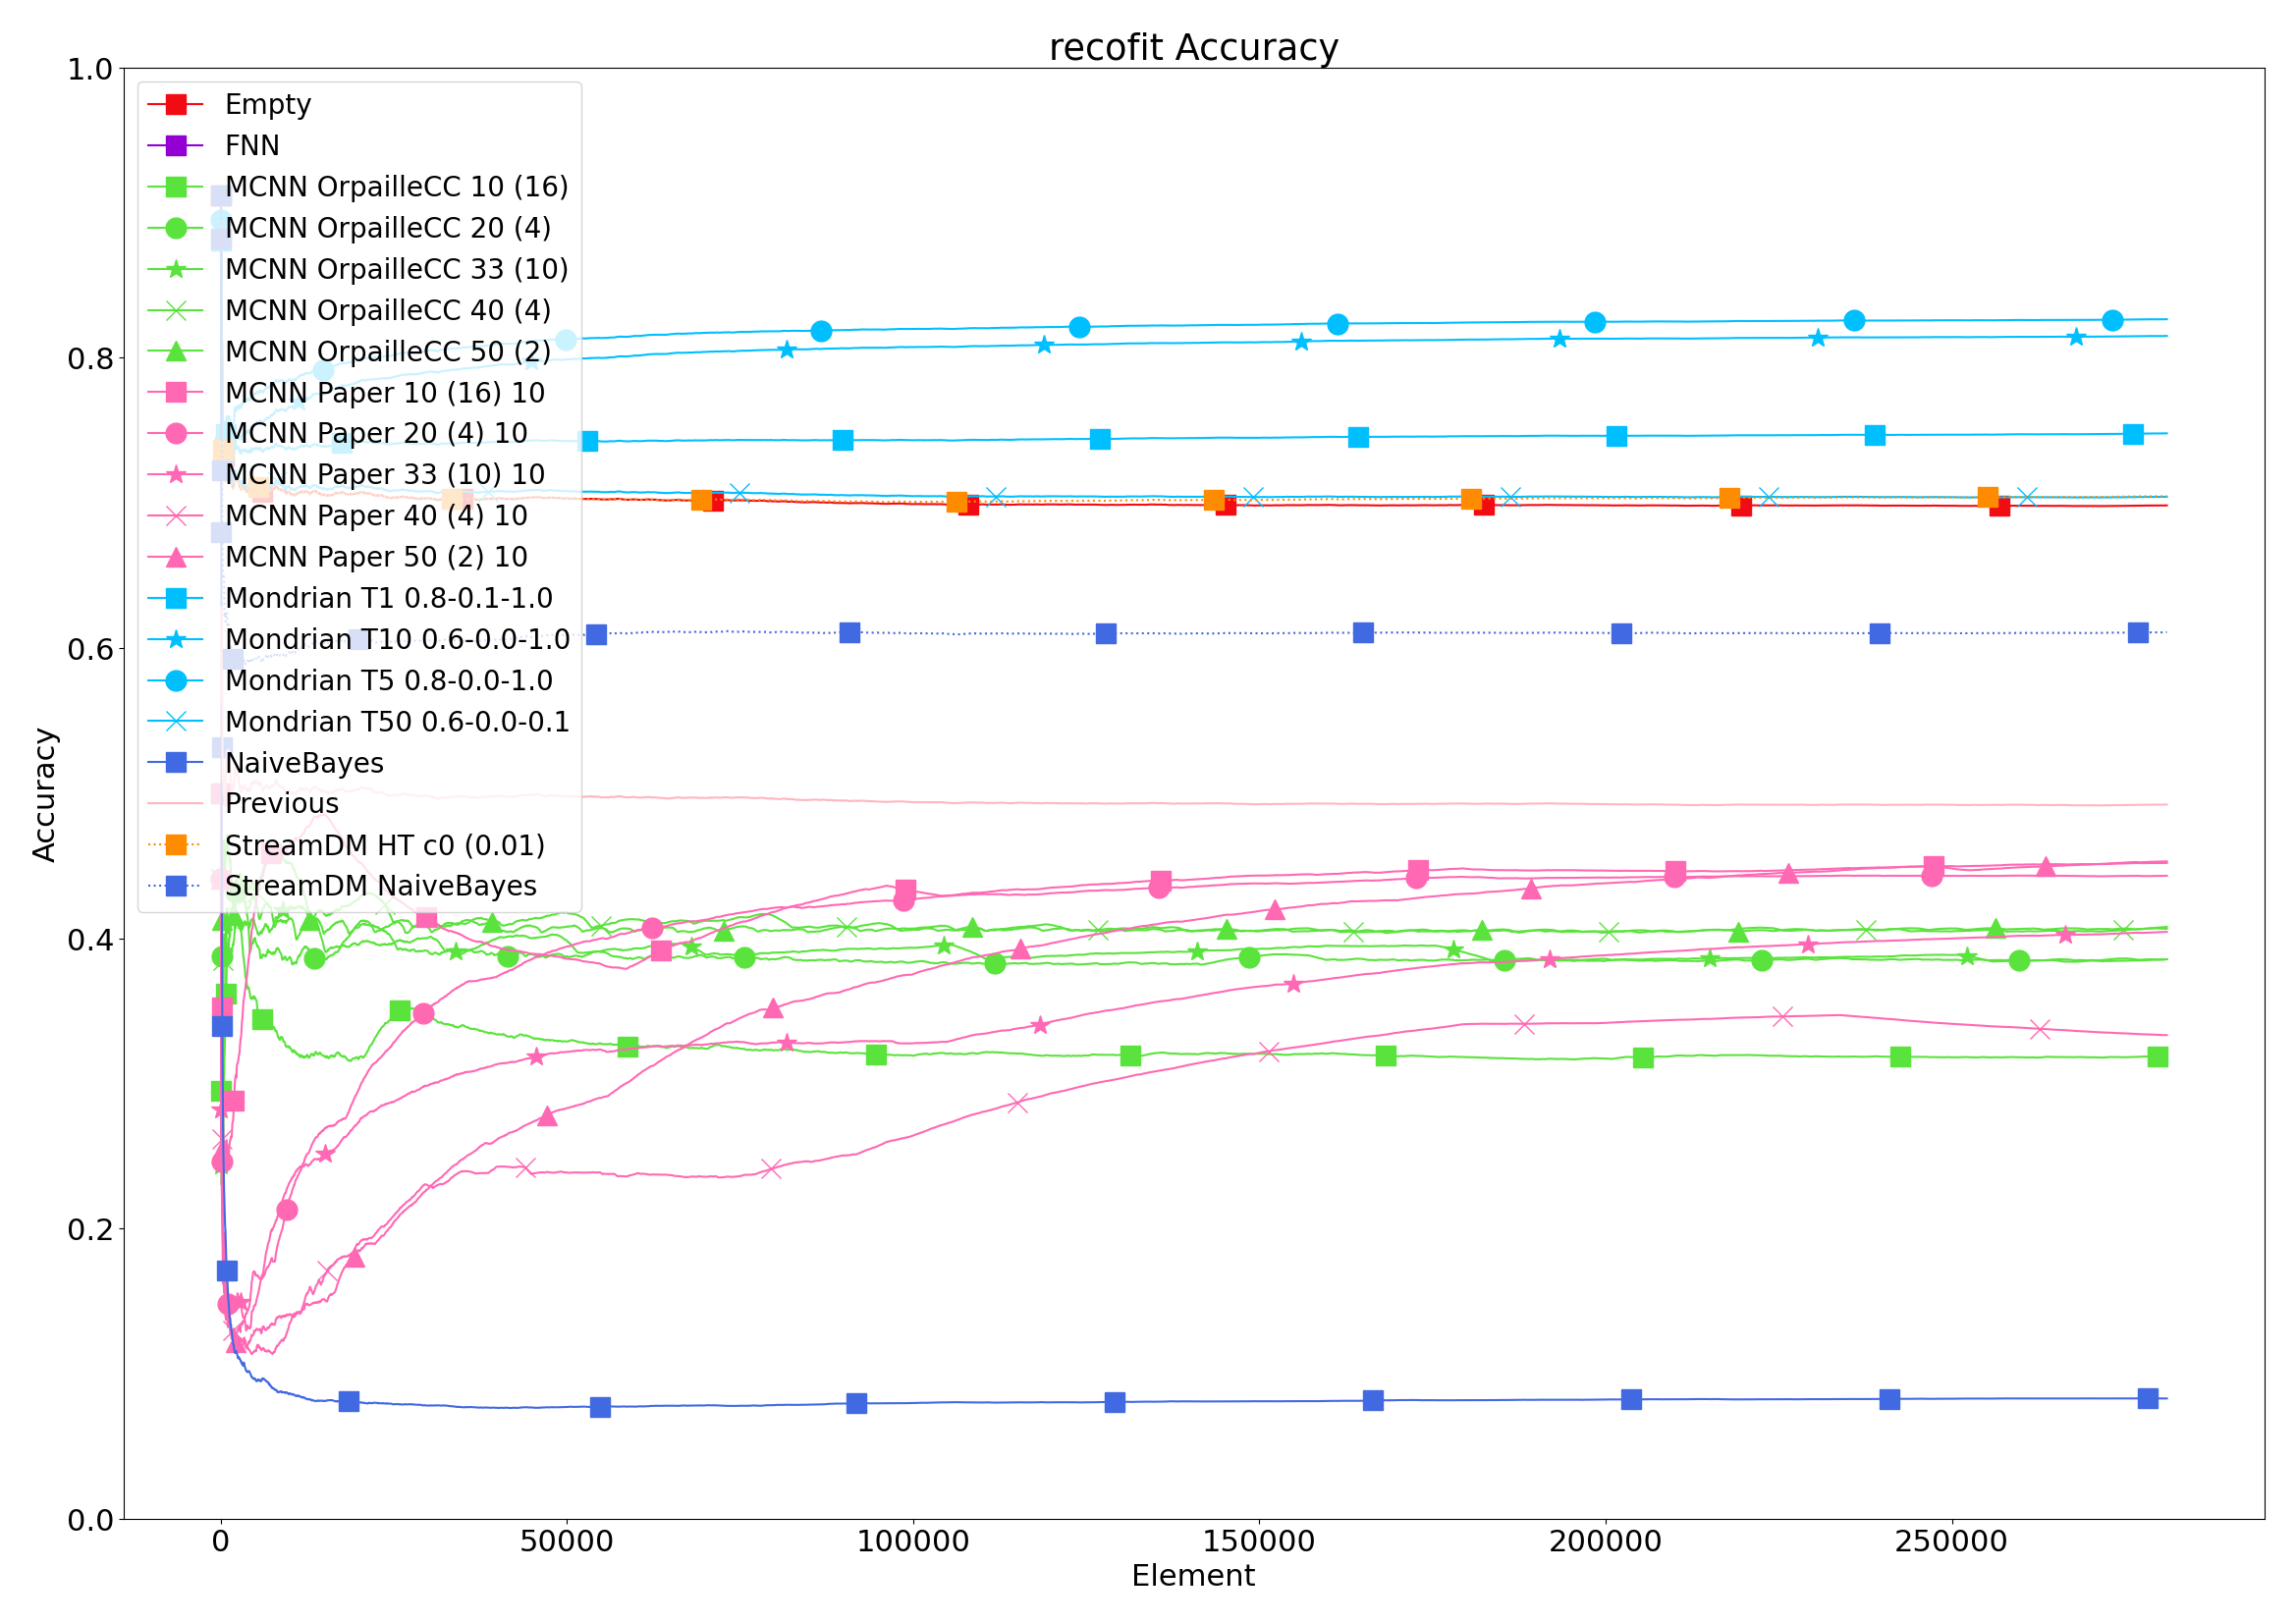 recofit Accuracy
1.0
0.8
0.6
0.4
0.2
0.0
Accuracy
Empty
FNN
MCNN OrpailleCC 10 (16)
MCNN OrpailleCC 20 (4)
MCNN OrpailleCC 33 (10)
MCNN OrpailleCC 40 (4)
MCNN OrpailleCC 50 (2)
MCNN Paper 10 (16) 10
MCNN Paper 20 (4) 10
MCNN Paper 33 (10) 10
MCNN Paper 40 (4) 10
MCNN Paper 50 (2) 10
Mondrian T1 0.8-0.1-1.0
Mondrian T10 0.6-0.0-1.0
Mondrian T5 0.8-0.0-1.0
Mondrian T50 0.6-0.0-0.1
NaiveBayes
Previous
StreamDM HT c0 (0.01)
StreamDM NaiveBayes
0 50000 100000 150000 200000 250000
Element